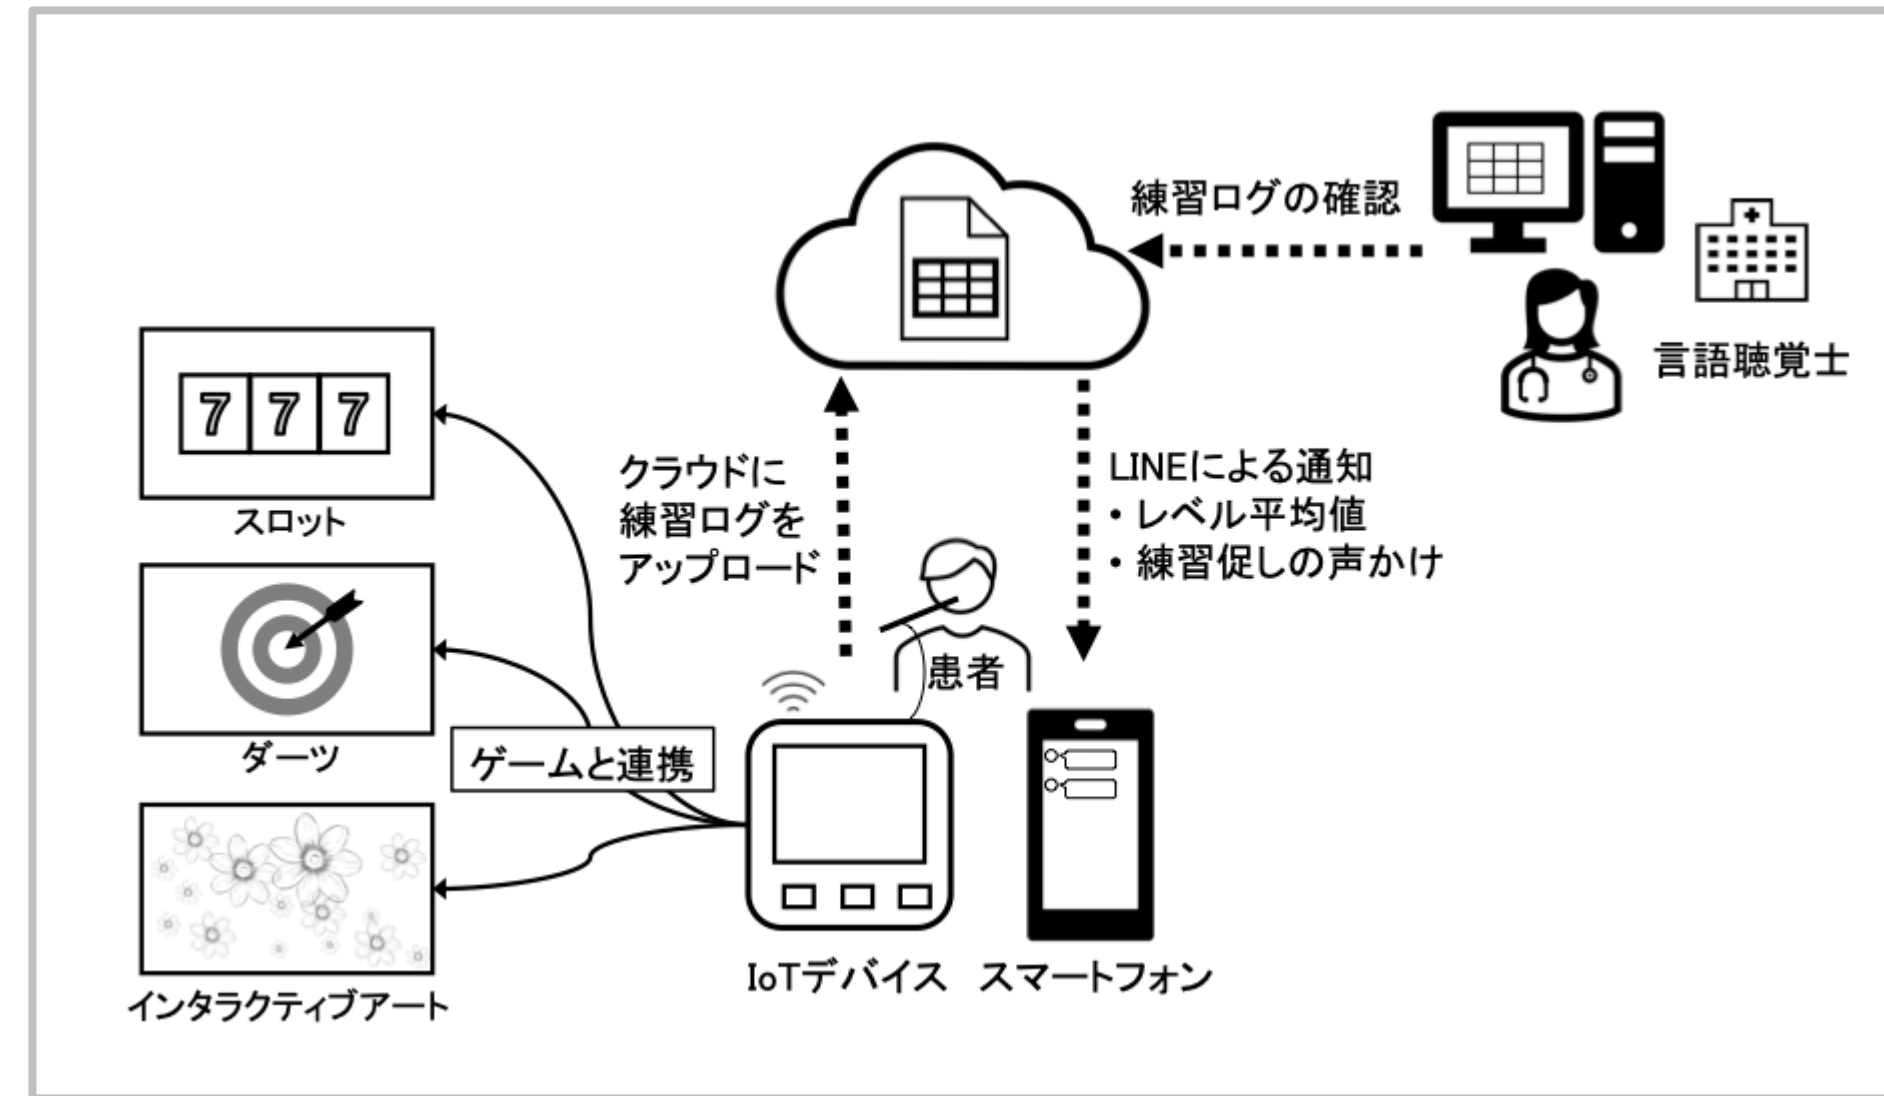 練習ログの確認
言語聴覚士
777
スロット
クラウドに
練習ログを
アップロード
LINEによる通知
・レベル平均値
・練習促しの声かけ
患者
ダーツ
ゲームと連携
IoTデバイス
スマートフォン
インタラクティブアート